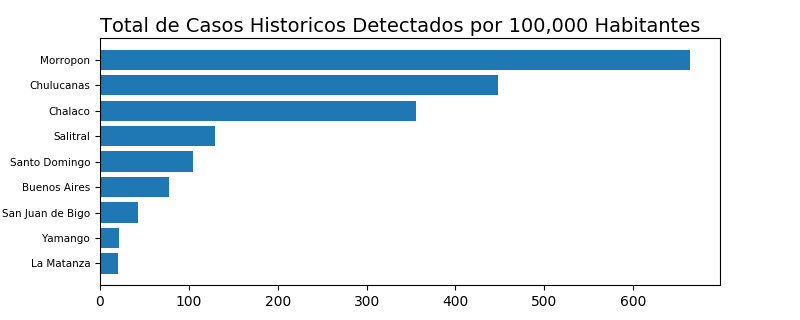 Total de Casos Historicos Detectados por 100,000 Habitantes
Morropon
Chulucanas
Chalaco
Salitral
Santo Domingo
Buenos Aires
San Juan de Bigo
Yamango
La Matanza
0 100 200 300 400 500 600